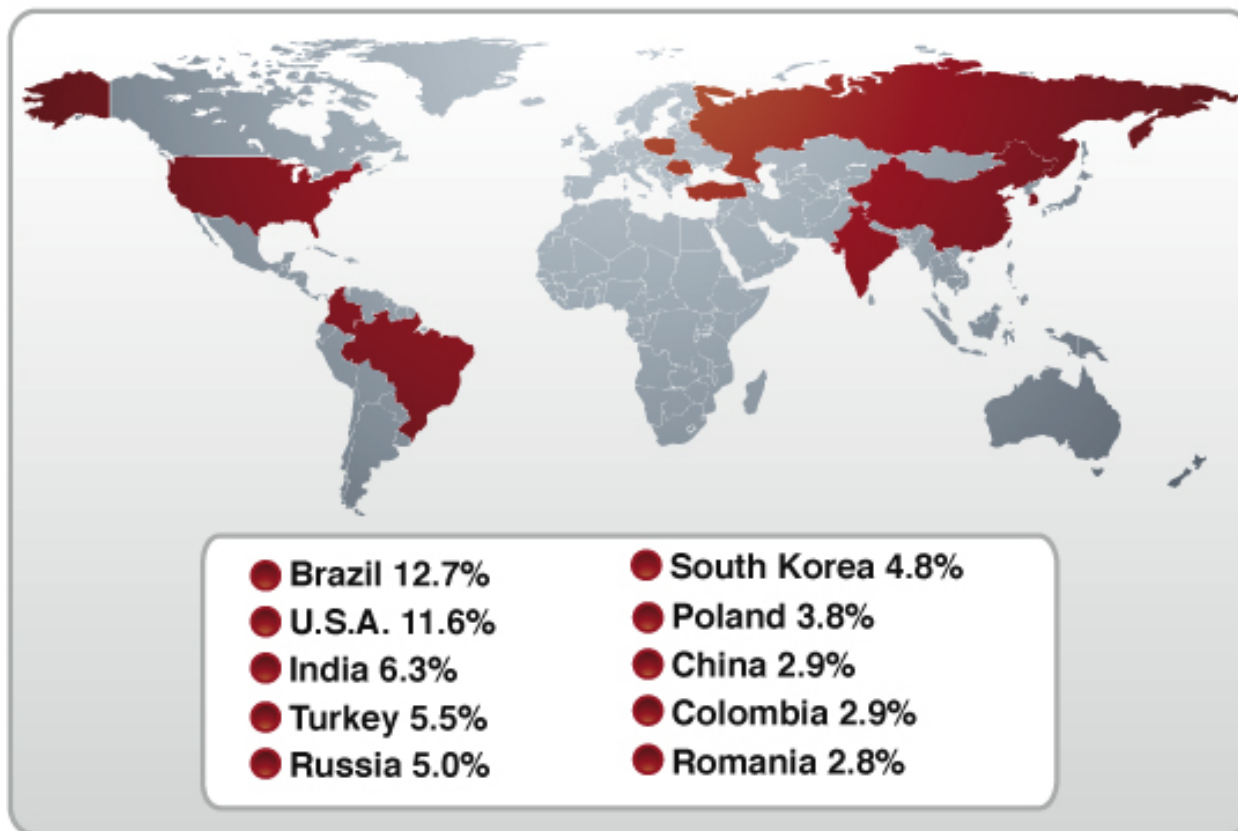 Brazil 12.7%
U.S.A. 11.6%
India 6.3%
Turkey 5.5%
Russia 5.0%
South Korea 4.8%
Poland 3.8%
China 2.9%
Colombia 2.9%
Romania 2.8%